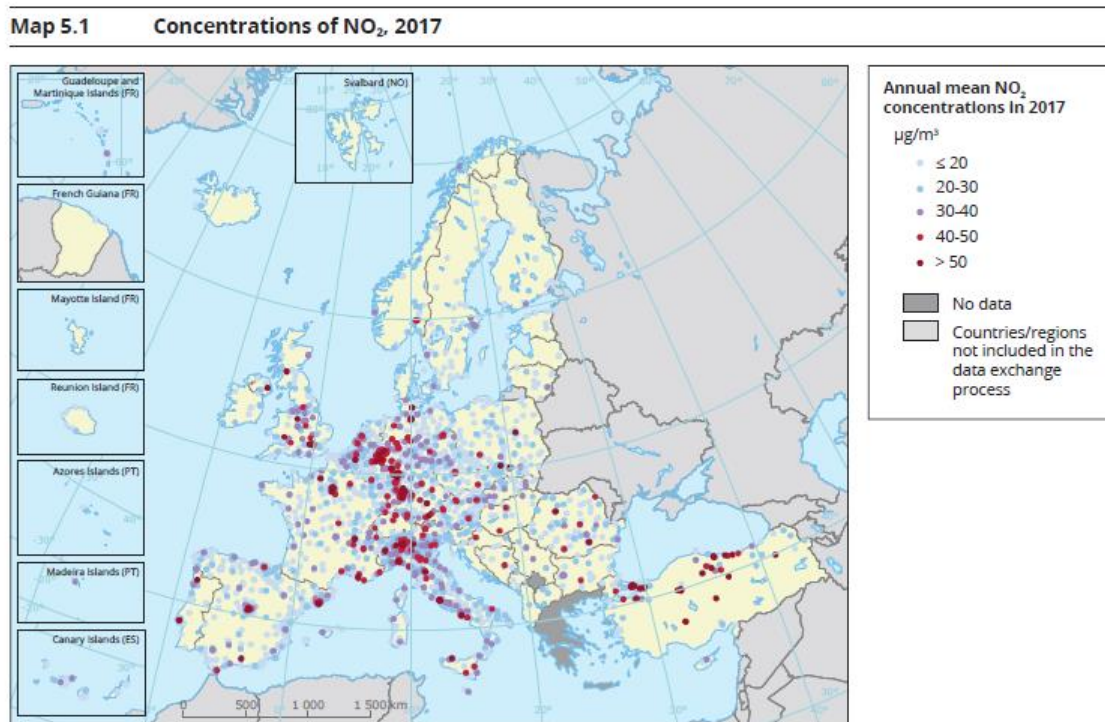 Map 5.1 Concentrations of NO₂, 2017
Guadeloupe and
Martinique Islands (FR)
Svalbard (NO)
French Guiana (FR)
Mayotte Island (FR)
Reunion Island (FR)
Azores Islands (PT)
Madeira Islands (PT)
Canary Islands (ES)
0 500 1 000 1 500 km
Annual mean NO₂
concentrations in 2017
µg/m³
≤ 20
20-30
30-40
40-50
> 50
No data
Countries/regions
not included in the
data exchange
process